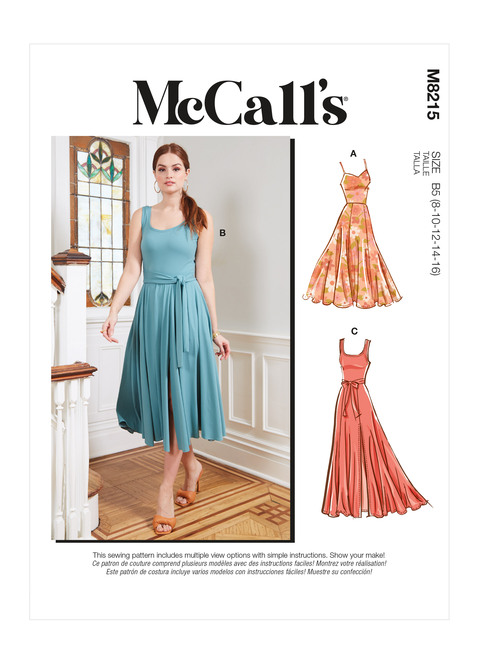 McCall's®
M8215
SIZE B5 (8-10-12-14-16)
TAILLE
TALLA
A
B
C
This sewing pattern includes multiple view options with simple instructions. Show your make!
Ce patron de couture comprend plusieurs modèles avec des instructions faciles! Montrez votre réalisation!
Este patrón de costura incluye varios modelos con instrucciones fáciles! Muestre su confección!